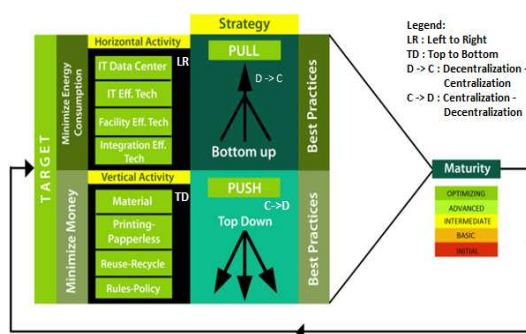 Strategy
Horizontal Activity
LR
PULL
D -> C
Bottom up
IT Data Center
IT Eff. Tech
Facility Eff. Tech
Integration Eff.
Tech
TARGET
Minimize Energy
Consumption
Best Practices
Vertical Activity
TD
PUSH
C->D
Top Down
Material
Printing-
Papperless
Reuse-Recycle
Rules-Policy
Minimize Money
Best Practices
Legend:
LR : Left to Right
TD : Top to Bottom
D -> C : Decentralization -
Centralization
C -> D : Centralization -
Decentralization
Maturity
OPTIMIZING
ADVANCED
INTERMEDIATE
BASIC
INITIAL